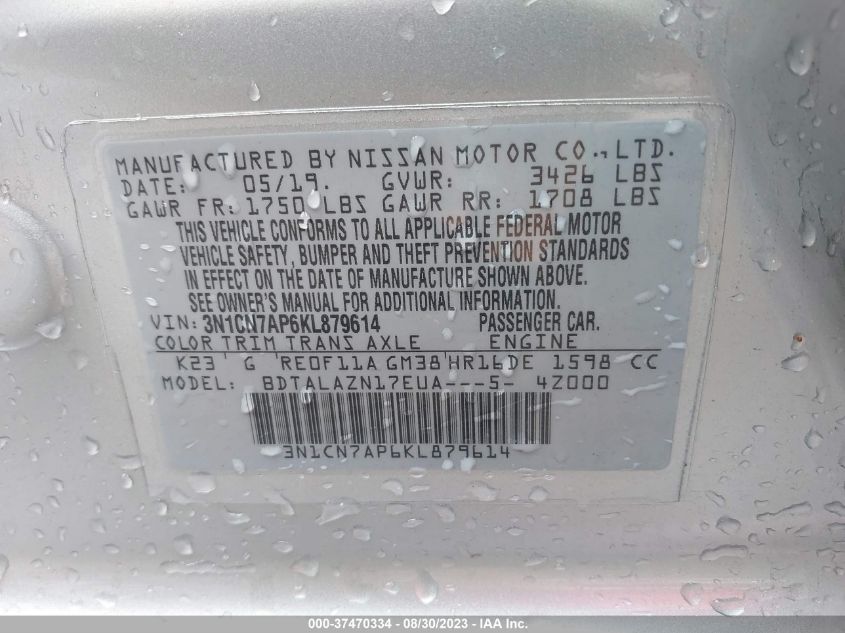 MANUFACTURED BY NISSAN MOTOR CO., LTD.
DATE: 05/19. GVWR: 3426 LBS
GAWR FR: 1750 LBS GAWR RR: 1708 LBS
THIS VEHICLE CONFORMS TO ALL APPLICABLE FEDERAL MOTOR
VEHICLE SAFETY, BUMPER AND THEFT PREVENTION STANDARDS
IN EFFECT ON THE DATE OF MANUFACTURE SHOWN ABOVE.
SEE OWNER'S MANUAL FOR ADDITIONAL INFORMATION.
VIN: 3N1CN7AP6KL879614 PASSENGER CAR.
COLOR TRIM TRANS AXLE ENGINE
K23 G RE0F11A GM38 HR16DE 1598 CC
MODEL: BDTALAZN17EUA---5- 4Z000
3N1CN7AP6KL879614
000-37470334 - 08/30/2023 - IAA Inc.